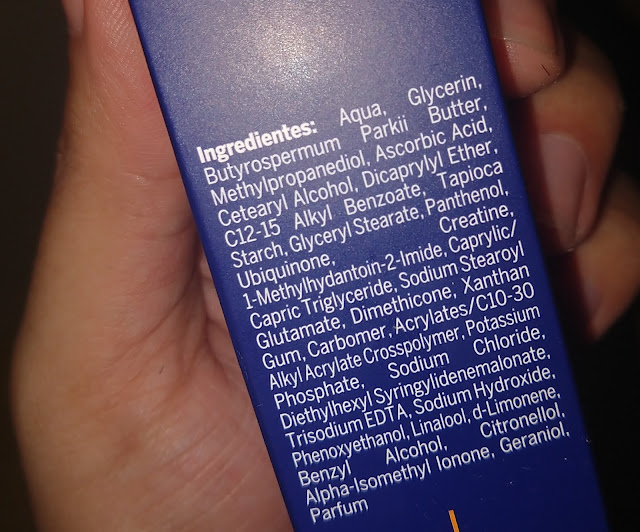 Ingredientes: Aqua, Glycerin,
Butyrospermum Parkii Butter,
Methylpropanediol, Ascorbic Acid,
Cetearyl Alcohol, Dicaprylyl Ether,
C12-15 Alkyl Benzoate, Tapioca
Starch, Glyceryl Stearate, Panthenol,
Ubiquinone, Creatine,
1-Methylhydantoin-2-Imide, Caprylic/
Capric Triglyceride, Sodium Stearoyl
Glutamate, Dimethicone, Xanthan
Gum, Carbomer, Acrylates/C10-30
Alkyl Acrylate Crosspolymer, Potassium
Phosphate, Sodium Chloride,
Diethylhexyl Syringylidenemalonate,
Trisodium EDTA, Sodium Hydroxide,
Phenoxyethanol, Linalool, d-Limonene,
Benzyl Alcohol, Citronellol,
Alpha-Isomethyl Ionone, Geraniol,
Parfum